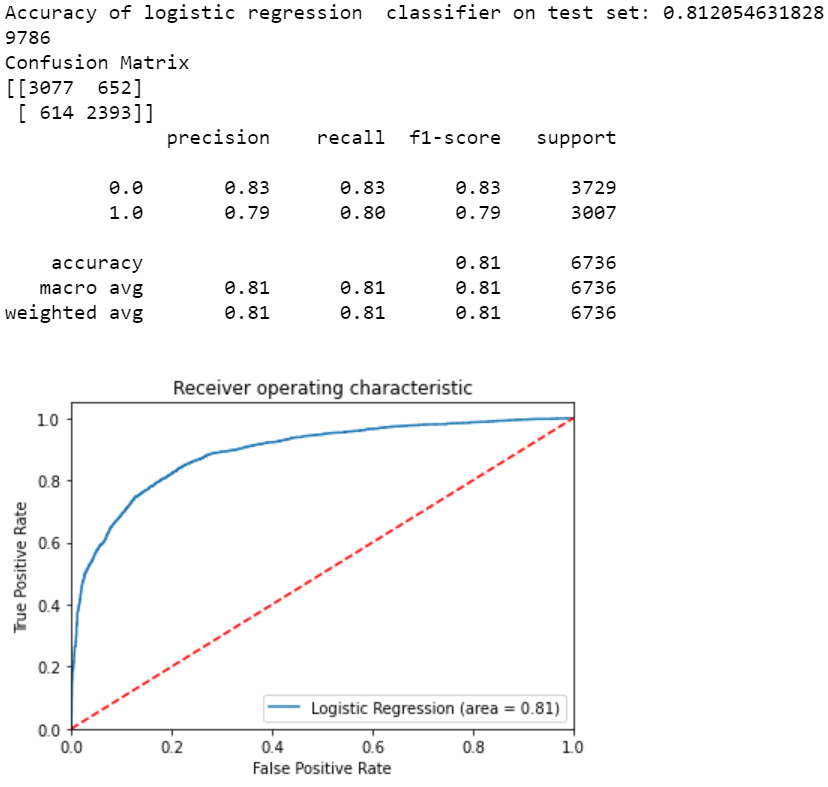 Accuracy of logistic regression  classifier on test set: 0.812054631828
9786
Confusion Matrix
[[3077  652]
 [ 614 2393]]
              precision    recall  f1-score   support

         0.0       0.83      0.83      0.83      3729
         1.0       0.79      0.80      0.79      3007

    accuracy                           0.81      6736
   macro avg       0.81      0.81      0.81      6736
weighted avg       0.81      0.81      0.81      6736

Receiver operating characteristic
1.0
0.8
0.6
0.4
0.2
0.0
True Positive Rate
Logistic Regression (area = 0.81)
0.0 0.2 0.4 0.6 0.8 1.0
False Positive Rate